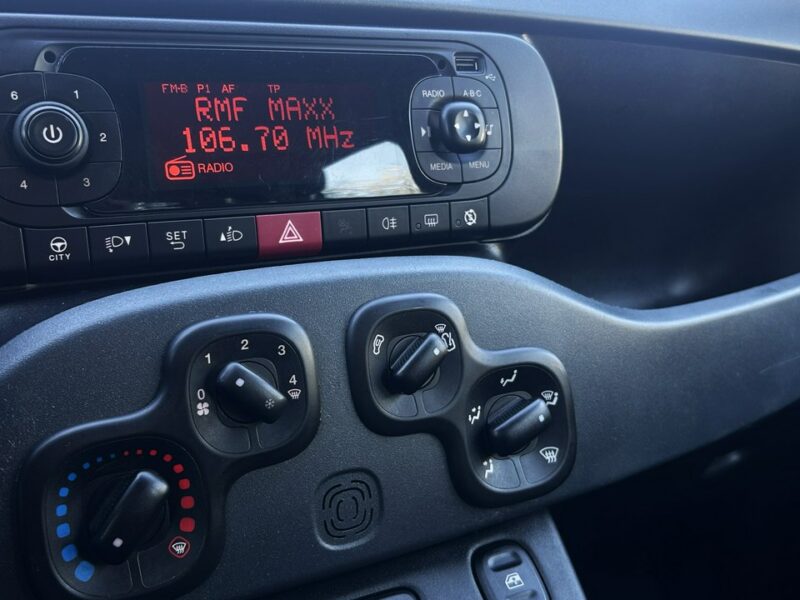 FM-B P1 AF TP
RMF MAXX
106.70 MHz
RADIO
6 1
2
4 3
RADIO A·B·C
MEDIA MENU
CITY
SET
0 1 2 3 4